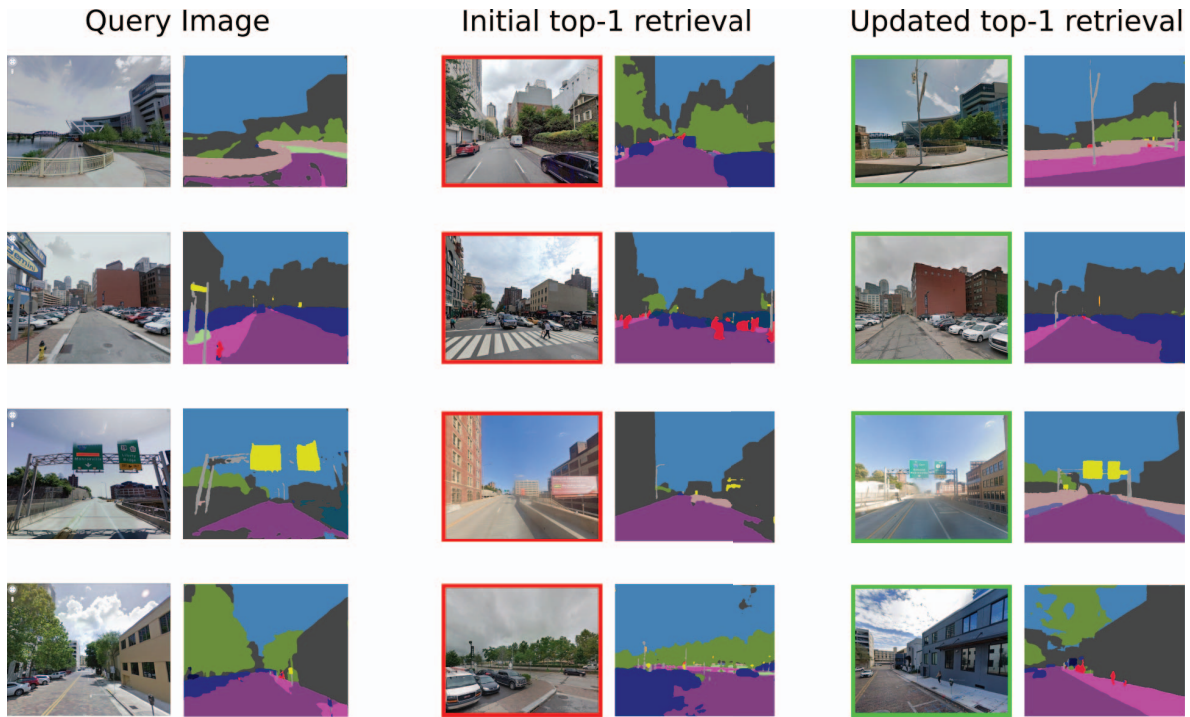 Query Image
Initial top-1 retrieval
Updated top-1 retrieval